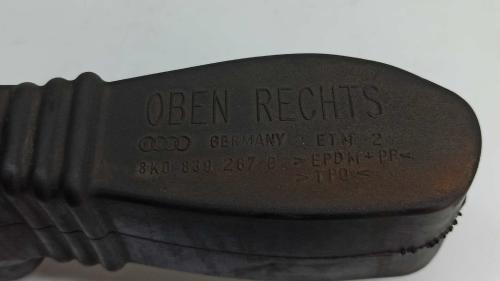 OBEN RECHTS
GERMANY ETM 2
8K0 839 267 >EPDM+PP<
>TPO<